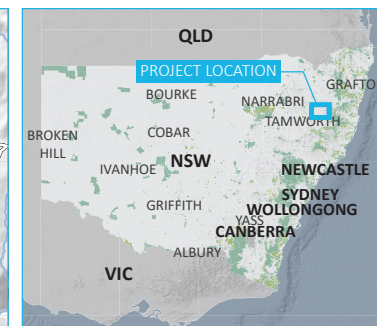 QLD
PROJECT LOCATION
GRAFTO
BOURKE
NARRABRI
TAMWORTH
BROKEN
HILL
COBAR
NSW
IVANHOE
NEWCASTLE
SYDNEY
WOLLONGONG
GRIFFITH
YASS
CANBERRA
ALBURY
VIC